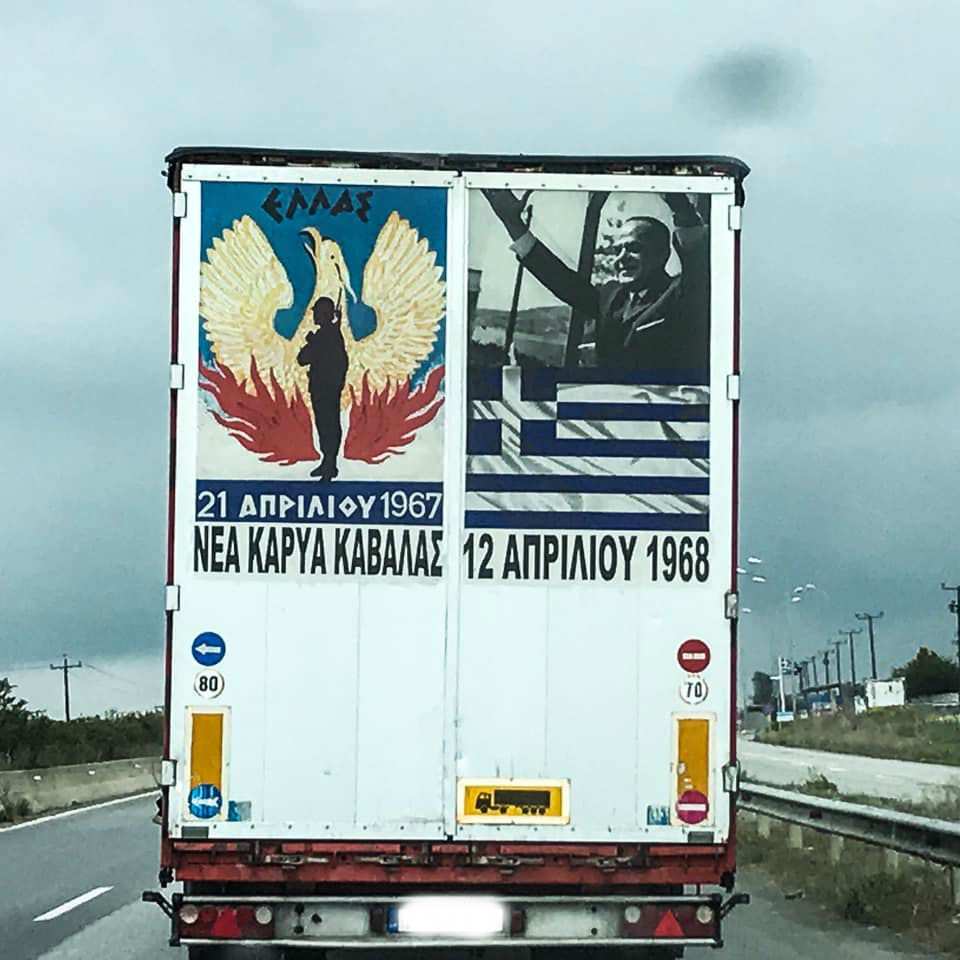 ΕΛΛΑΣ
21 ΑΠΡΙΛΙΟΥ 1967
ΝΕΑ ΚΑΡΥΑ ΚΑΒΑΛΑΣ
12 ΑΠΡΙΛΙΟΥ 1968
80
70